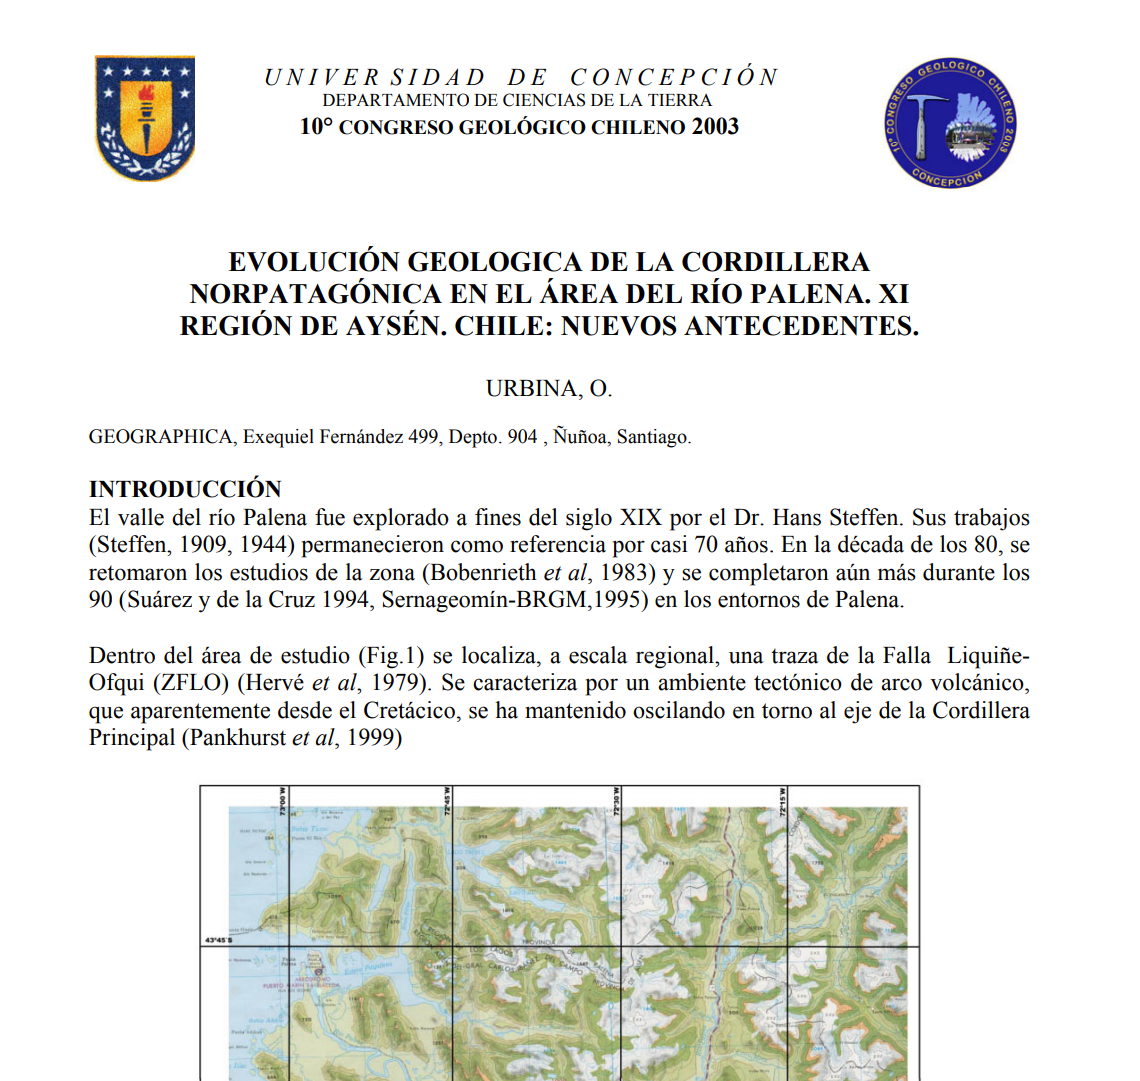 UNIVERSIDAD DE CONCEPCIÓN
DEPARTAMENTO DE CIENCIAS DE LA TIERRA
10° CONGRESO GEOLÓGICO CHILENO 2003
10° CONGRESO GEOLOGICO CHILENO 2003
CONCEPCION
EVOLUCIÓN GEOLOGICA DE LA CORDILLERA
NORPATAGÓNICA EN EL ÁREA DEL RÍO PALENA. XI
REGIÓN DE AYSÉN. CHILE: NUEVOS ANTECEDENTES.
URBINA, O.
GEOGRAPHICA, Exequiel Fernández 499, Depto. 904 , Ñuñoa, Santiago.
INTRODUCCIÓN
El valle del río Palena fue explorado a fines del siglo XIX por el Dr. Hans Steffen. Sus trabajos
(Steffen, 1909, 1944) permanecieron como referencia por casi 70 años. En la década de los 80, se
retomaron los estudios de la zona (Bobenrieth et al, 1983) y se completaron aún más durante los
90 (Suárez y de la Cruz 1994, Sernageomín-BRGM,1995) en los entornos de Palena.
Dentro del área de estudio (Fig.1) se localiza, a escala regional, una traza de la Falla Liquiñe-
Ofqui (ZFLO) (Hervé et al, 1979). Se caracteriza por un ambiente tectónico de arco volcánico,
que aparentemente desde el Cretácico, se ha mantenido oscilando en torno al eje de la Cordillera
Principal (Pankhurst et al, 1999)
73°00'W
72°45'W
72°30'W
72°15'W
43°45'S
PROVINCIA